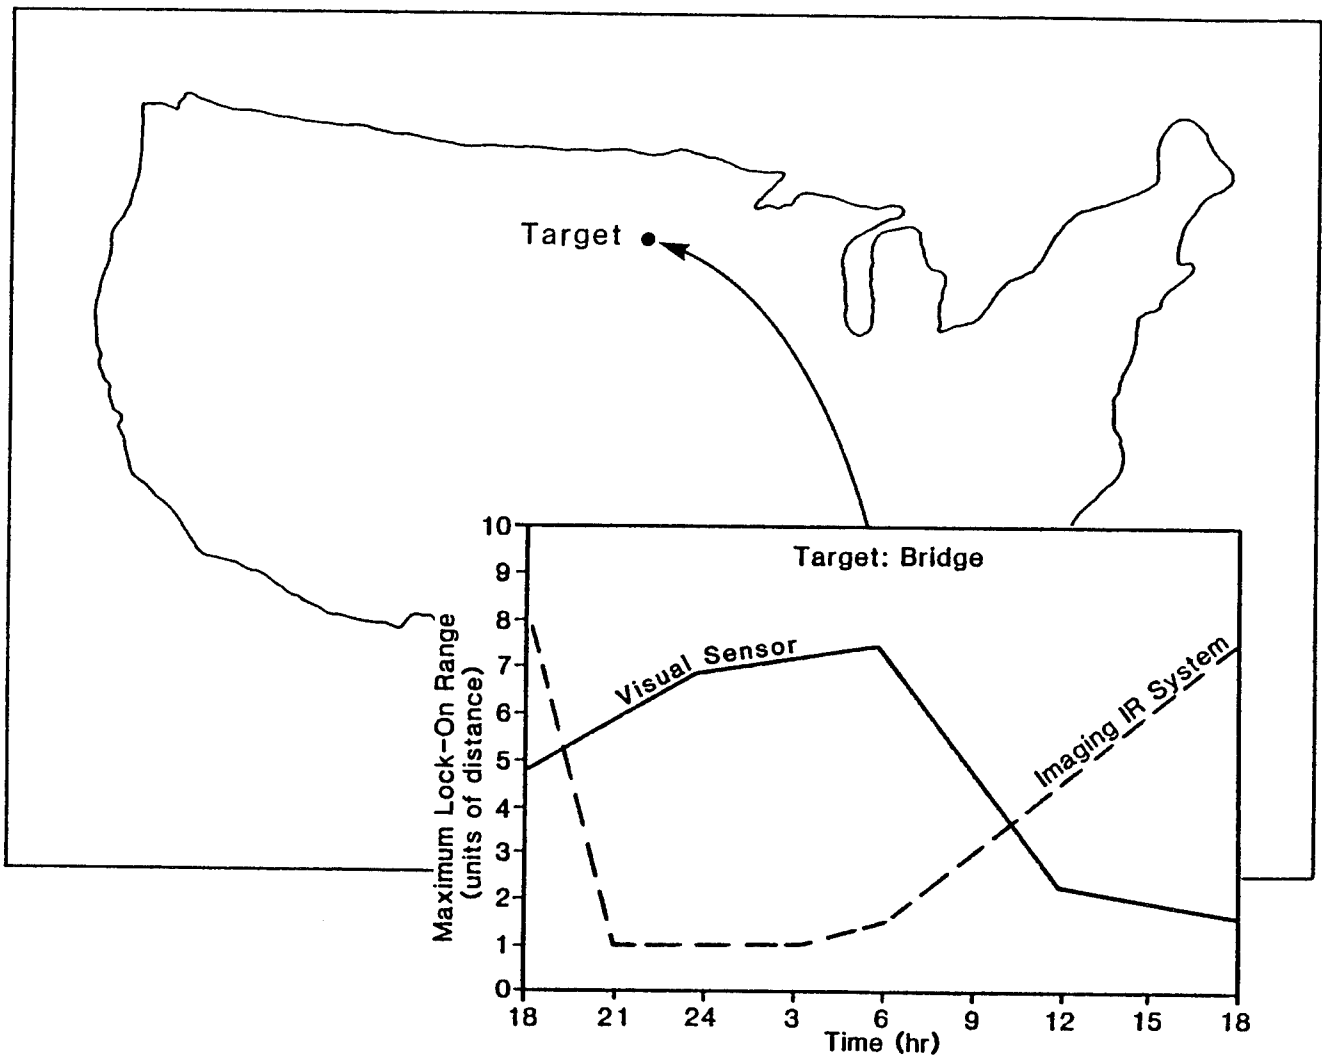 Target
Target: Bridge
Maximum Lock-On Range
(units of distance)
10
9
8
7
6
5
4
3
2
1
0
Visual Sensor
Imaging IR System
18 21 24 3 6 9 12 15 18
Time (hr)